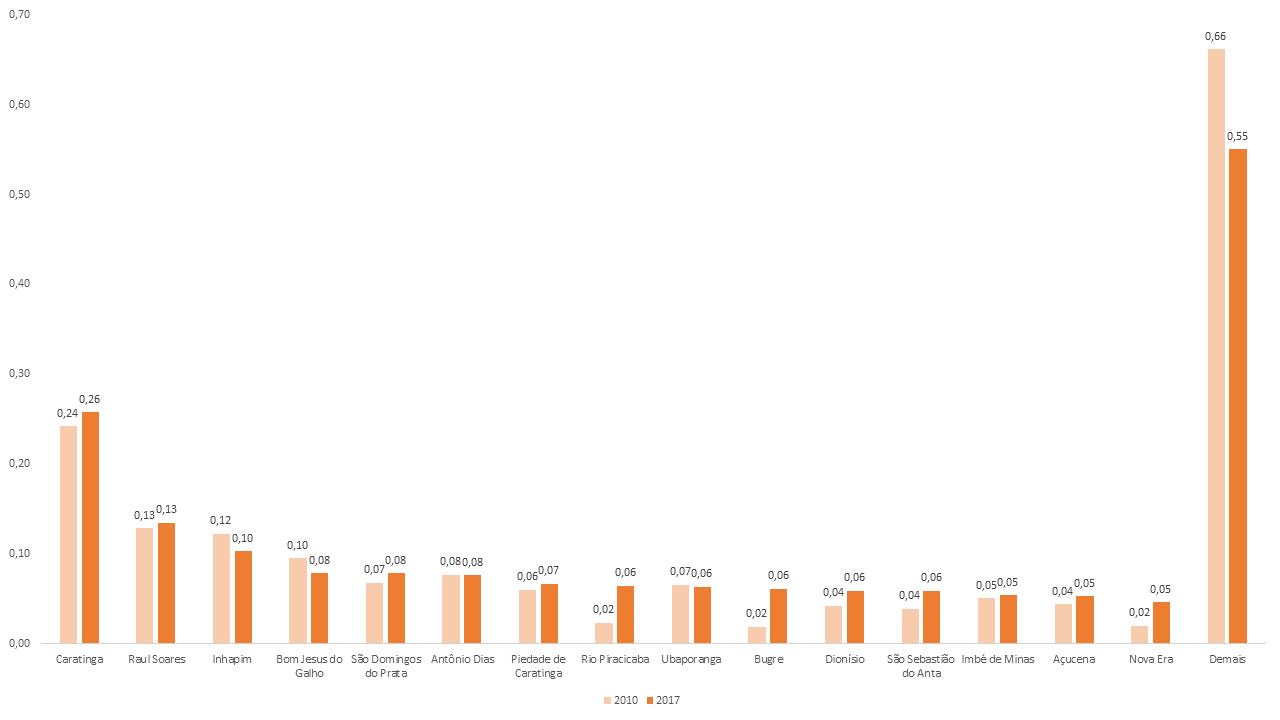 0,70
0,60
0,50
0,40
0,30
0,20
0,10
0,00
0,24 0,26
0,13 0,13
0,12 0,10
0,10 0,08
0,07 0,08
0,08 0,08
0,06 0,07
0,02 0,06
0,07 0,06
0,02 0,06
0,04 0,06
0,04 0,06
0,05 0,05
0,04 0,05
0,02 0,05
0,66 0,55
Caratinga
Raul Soares
Inhapim
Bom Jesus do
Galho
São Domingos
do Prata
Antônio Dias
Piedade de
Caratinga
Rio Piracicaba
Ubaporanga
Bugre
Dionísio
São Sebastião
do Anta
Imbé de Minas
Açucena
Nova Era
Demais
2010 2017